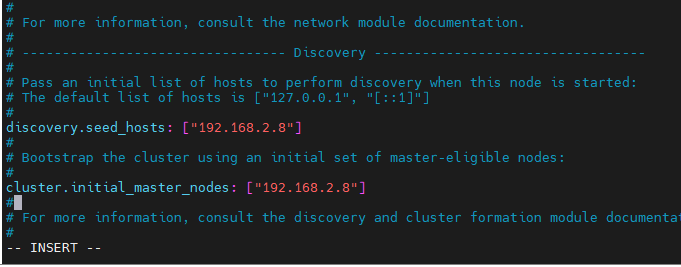 #
# For more information, consult the network module documentation.
#
# --------------------------------- Discovery ----------------------------------
#
# Pass an initial list of hosts to perform discovery when this node is started:
# The default list of hosts is ["127.0.0.1", "[::1]"]
#
discovery.seed_hosts: ["192.168.2.8"]
#
# Bootstrap the cluster using an initial set of master-eligible nodes:
#
cluster.initial_master_nodes: ["192.168.2.8"]
#
# For more information, consult the discovery and cluster formation module documenta
#
-- INSERT --